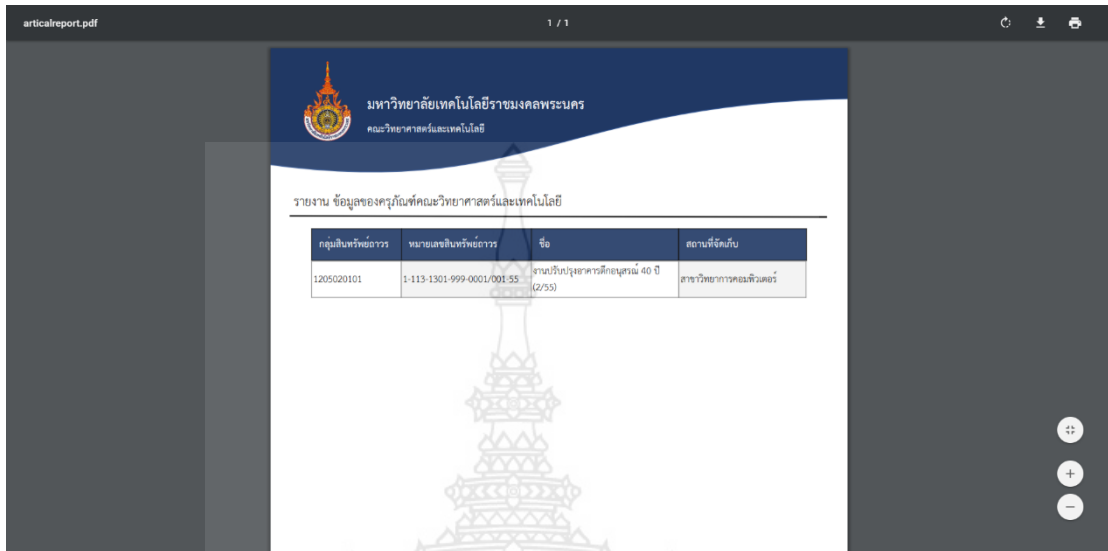 articalreport.pdf
1 / 1
มหาวิทยาลัยเทคโนโลยีราชมงคลพระนคร
คณะวิทยาศาสตร์และเทคโนโลยี
รายงาน ข้อมูลของครุภัณฑ์คณะวิทยาศาสตร์และเทคโนโลยี
กลุ่มสินทรัพย์ถาวร หมายเลขสินทรัพย์ถาวร ชื่อ สถานที่จัดเก็บ
1205020101 1-113-1301-999-0001/001-55 งานปรับปรุงอาคารตึกอนุสรณ์ 40 ปี สาขาวิทยาการคอมพิวเตอร์
(2/55)